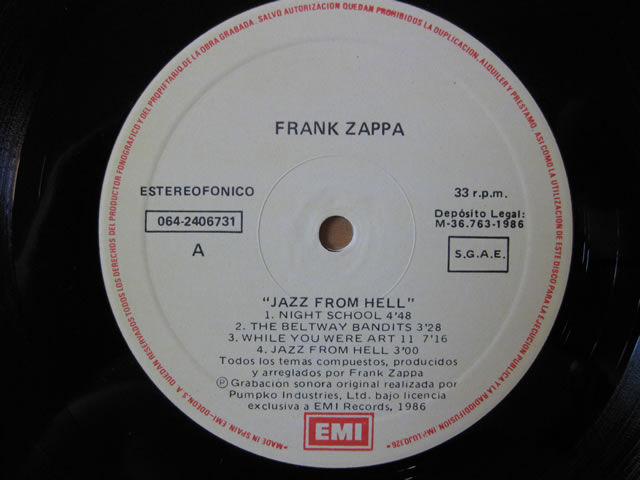 RESERVADOS TODOS LOS DERECHOS DEL PRODUCTOR FONOGRAFICO Y DEL PROPIETARIO DE LA OBRA GRABADA. SALVO AUTORIZACION QUEDAN PROHIBIDOS LA DUPLICACION, ALQUILER Y PRESTAMO, ASI COMO LA UTILIZACION DE ESTE DISCO PARA LA EJECUCION PUBLICA Y LA RADIODIFUSION.
MADE IN SPAIN. EMI-ODEON, S.A.
FRANK ZAPPA
ESTEREOFONICO
33 r.p.m.
064-2406731
Depósito Legal:
M-36.763-1986
A
S.G.A.E.
"JAZZ FROM HELL"
1. NIGHT SCHOOL 4'48
2. THE BELTWAY BANDITS 3'28
3. WHILE YOU WERE ART 11 7'16
4. JAZZ FROM HELL 3'00
Todos los temas compuestos, producidos
y arreglados por Frank Zappa
Ⓟ Grabación sonora original realizada por
Pumpko Industries, Ltd. bajo licencia
exclusiva a EMI Records, 1986
EMI